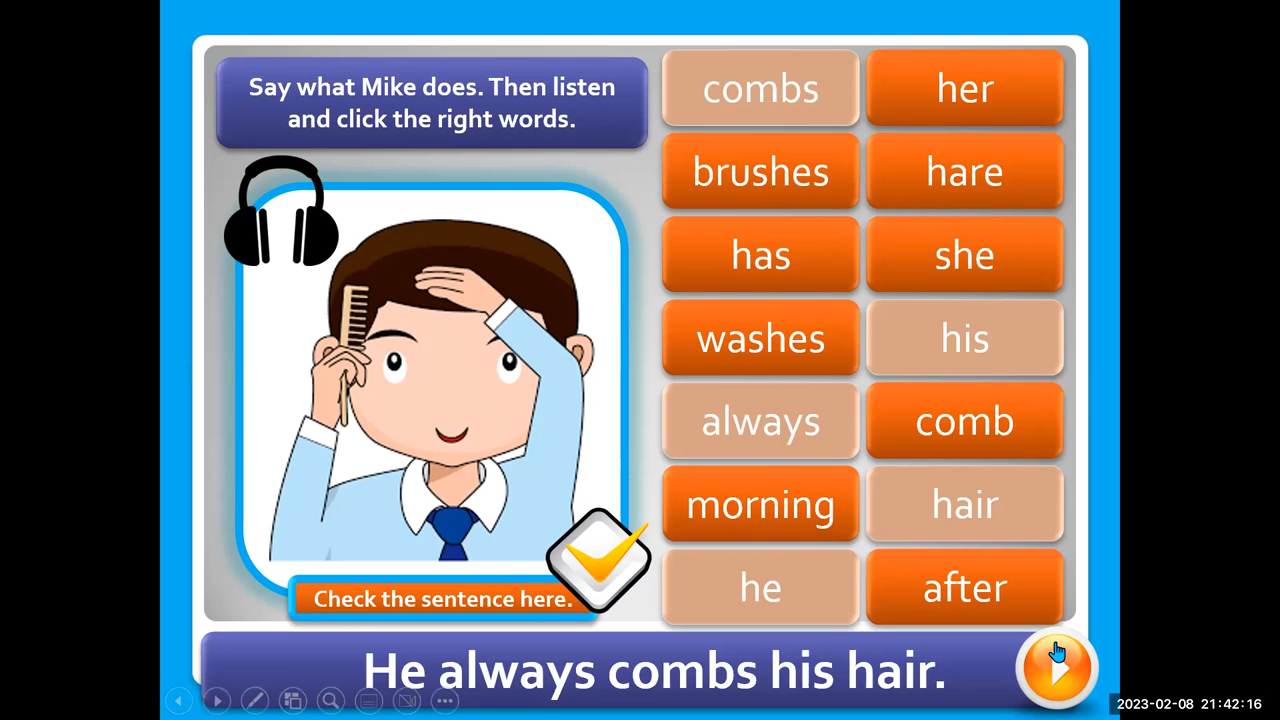 Say what Mike does. Then listen
and click the right words.
combs
her
brushes
hare
has
she
washes
his
always
comb
morning
hair
he
after
Check the sentence here.
He always combs his hair.
2023-02-08 21:42:16